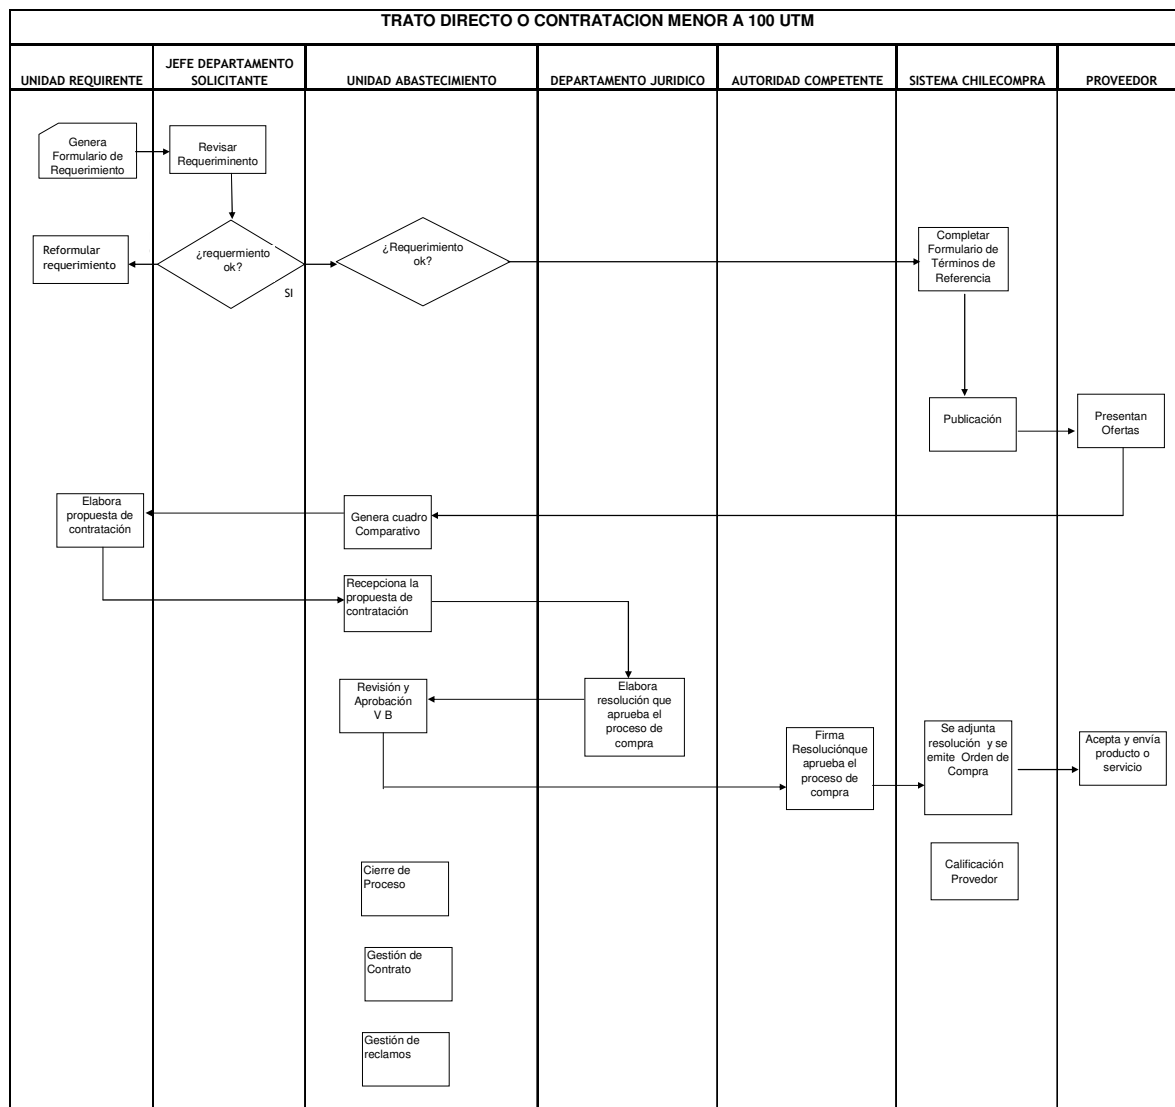 TRATO DIRECTO O CONTRATACION MENOR A 100 UTM
UNIDAD REQUIRENTE
JEFE DEPARTAMENTO
SOLICITANTE
UNIDAD ABASTECIMIENTO
DEPARTAMENTO JURIDICO
AUTORIDAD COMPETENTE
SISTEMA CHILECOMPRA
PROVEEDOR
Genera
Formulario de
Requerimiento
Revisar
Requeriminento
Reformular
requerimiento
¿requermiento
ok?
SI
¿Requerimiento
ok?
Completar
Formulario de
Términos de
Referencia
Publicación
Presentan
Ofertas
Elabora
propuesta de
contratación
Genera cuadro
Comparativo
Recepciona la
propuesta de
contratación
Revisión y
Aprobación
V B
Elabora
resolución que
aprueba el
proceso de
compra
Firma
Resoluciónque
aprueba el
proceso de
compra
Se adjunta
resolución y se
emite Orden de
Compra
Acepta y envía
producto o
servicio
Cierre de
Proceso
Calificación
Provedor
Gestión de
Contrato
Gestión de
reclamos